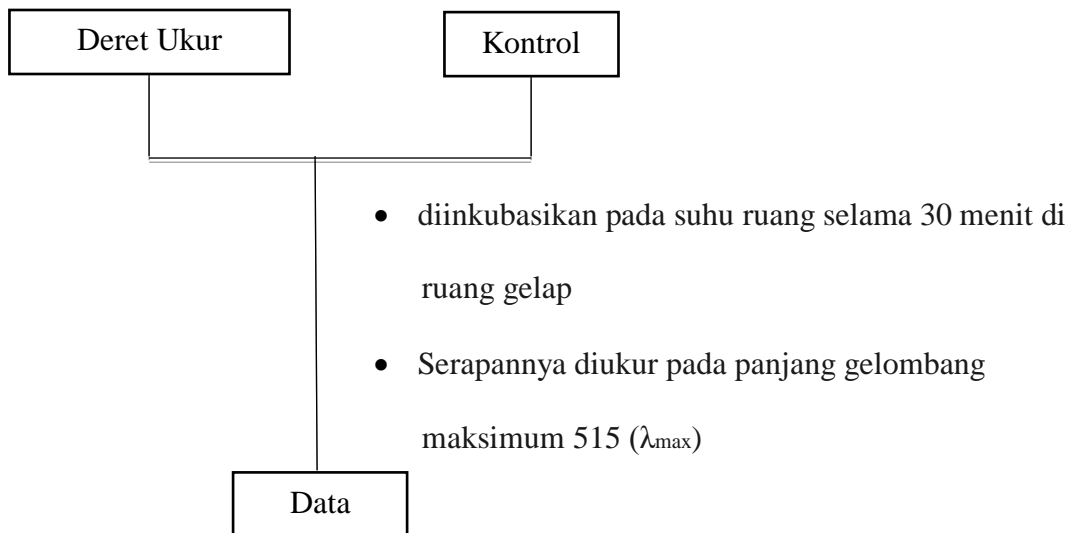 Deret Ukur
Kontrol
• diinkubasikan pada suhu ruang selama 30 menit di
ruang gelap
• Serapannya diukur pada panjang gelombang
maksimum 515 (λmax)
Data